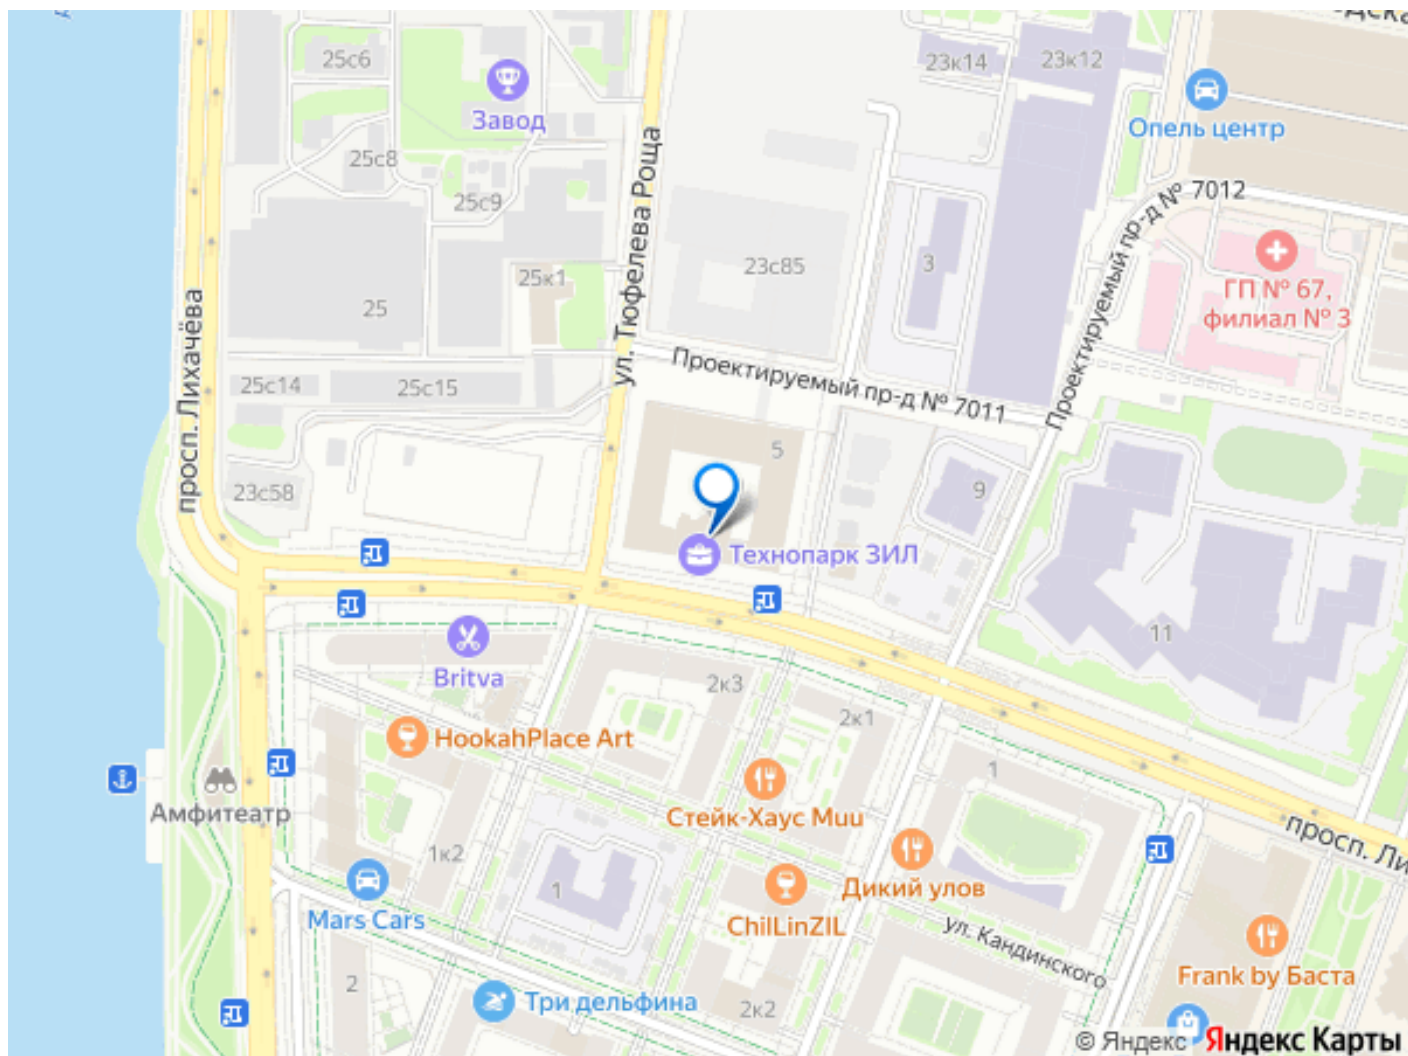 25с6
Завод
23к14
23к12
Опель центр
25с8
25с9
ул. Тюфелева Роща
Проектируемый пр-д № 7012
3
23с85
25к1
25
ГП № 67,
филиал № 3
просп. Лихачёва
25с14
25с15
Проектируемый пр-д № 7011
5
9
23с58
Технопарк ЗИЛ
11
Britva
2к3
2к1
HookahPlace Art
1
Стейк-Хаус Muu
Амфитеатр
просп. Ли
1к2
1
Дикий улов
Mars Cars
ChilLinZIL
ул. Кандинского
Frank by Баста
2
Три дельфина
2к2
© Яндекс Яндекс Карты